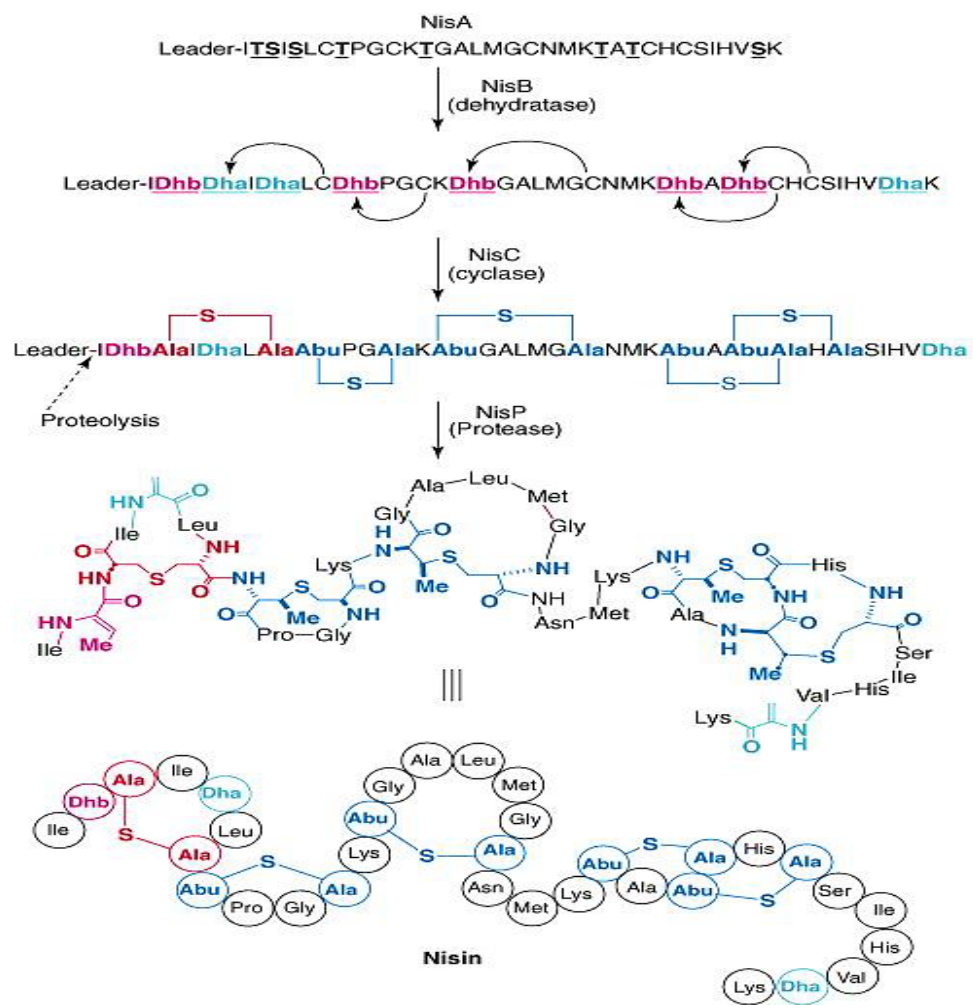 NisA
Leader-ITSISLCTPGCKTGALMGCNMKTATCHCSIHVSK
NisB
(dehydratase)
Leader-IDhbDhaIDhaLCDhbPGCKDhbGALMGCNMKDhbADhbCHCSIHVDhaK
NisC
(cyclase)
S S S
Leader-IDhbAlaIDhaLAlaAbuPGAlaKAbuGALMGAlaNMKAbuAAbuAlaHAlaSIHVDha
S S
Proteolysis
NisP
(Protease)
Ala Leu
HN O Met
Gly Gly
Ile Leu H O
O NH N S NH His
HN S O HN Lys Me O NH Lys NH S O NH
O O S O NH Me NH O
HN Me Pro Gly NH Asn Met Ala N O Ser
Ile Me H Me S Ile
Val His
Lys O N
H
Ala Leu
Ala Ile Gly Met
Dhb Dha Abu Gly
Ile S Leu S Ala Abu S Ala His Ala
Ala S Lys Asn Lys Ala Abu S Ser
Abu Pro Gly Ala Met Ile
His
Nisin
Lys Dha Val